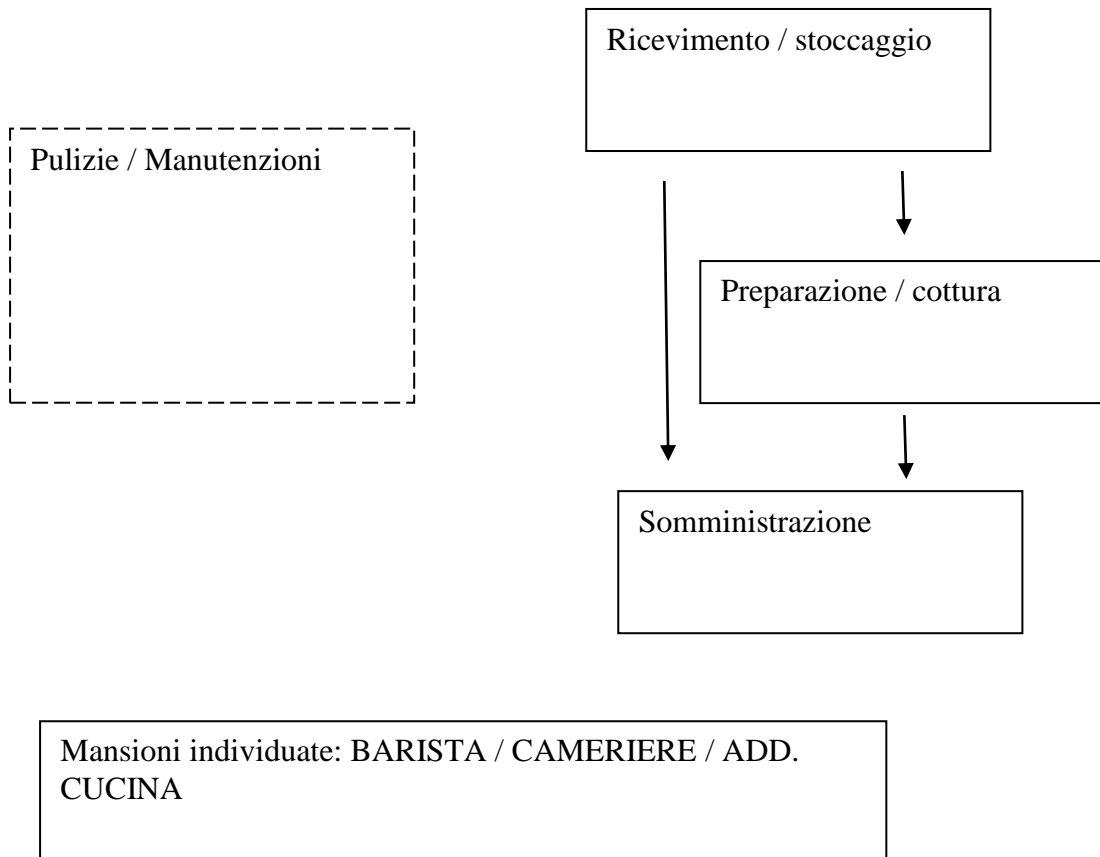 Ricevimento / stoccaggio
Pulizie / Manutenzioni
Preparazione / cottura
Somministrazione
Mansioni individuate: BARISTA / CAMERIERE / ADD.
CUCINA